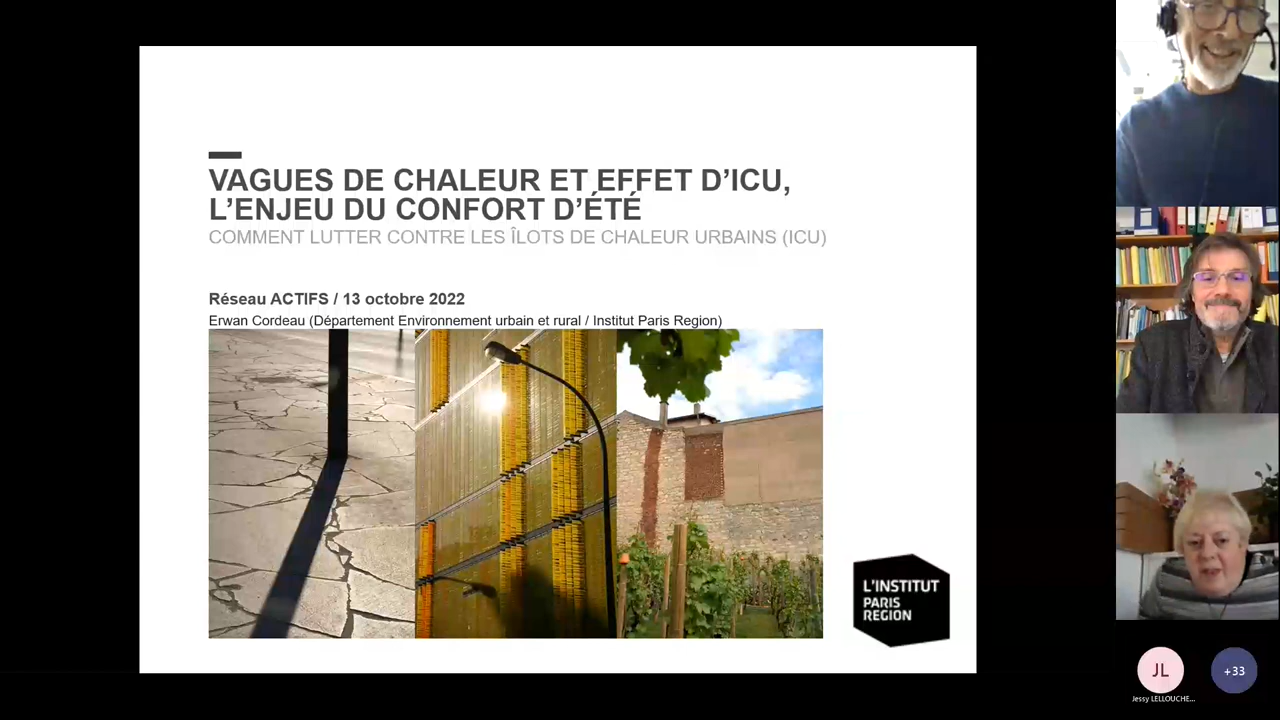 VAGUES DE CHALEUR ET EFFET D’ICU,
L’ENJEU DU CONFORT D’ÉTÉ
COMMENT LUTTER CONTRE LES ÎLOTS DE CHALEUR URBAINS (ICU)
Réseau ACTIFS / 13 octobre 2022
Erwan Cordeau (Département Environnement urbain et rural / Institut Paris Region)
L’INSTITUT
PARIS
REGION
JL
+33
Jessy LELLOUCHE...